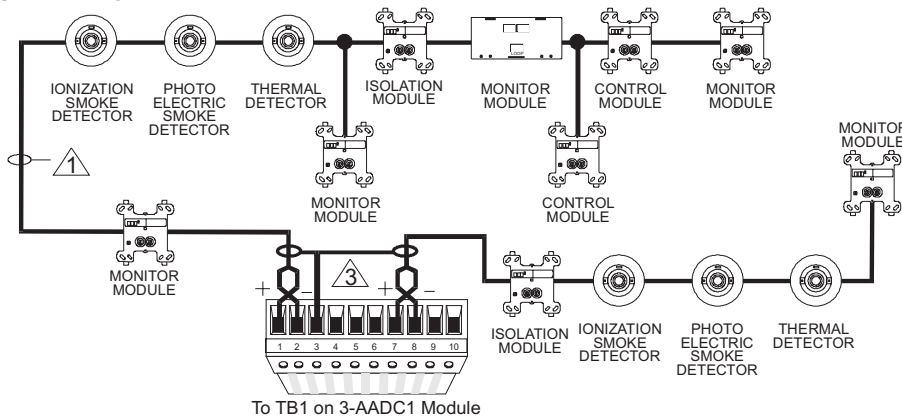 IONIZATION
SMOKE
DETECTOR
PHOTO
ELECTRIC
SMOKE
DETECTOR
THERMAL
DETECTOR
ISOLATION
MODULE
LOOP
MONITOR
MODULE
CONTROL
MODULE
MONITOR
MODULE
1
MONITOR
MODULE
CONTROL
MODULE
MONITOR
MODULE
MONITOR
MODULE
3
+ − + −
1 2 3 4 5 6 7 8 9 10
ISOLATION
MODULE
IONIZATION
SMOKE
DETECTOR
PHOTO
ELECTRIC
SMOKE
DETECTOR
THERMAL
DETECTOR
To TB1 on 3-AADC1 Module